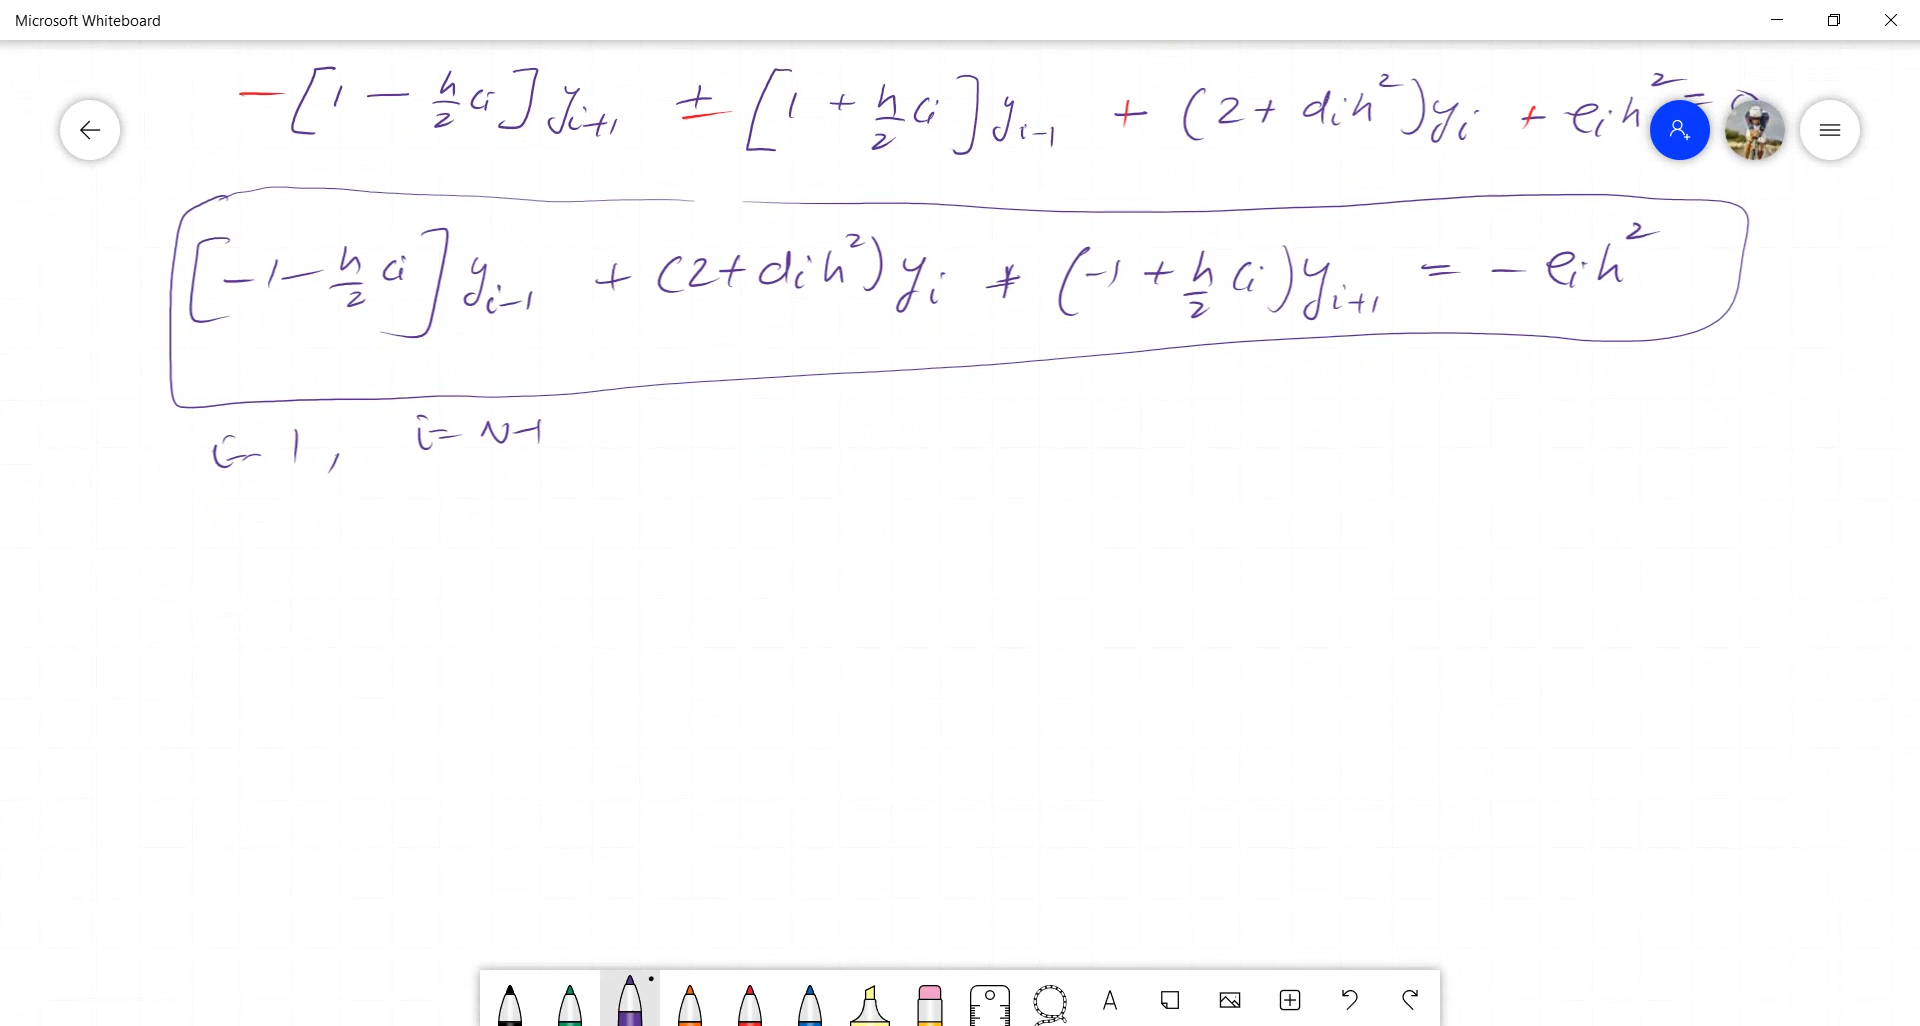 Microsoft Whiteboard
- [1 - h/2 ci] yi+1 ± [1 + h/2 ci] yi-1 + (2 + di h²) yi + ei h² =
[-1 - h/2 ci] yi-1 + (2 + di h²) yi + (-1 + h/2 ci) yi+1 = - ei h²
i = 1 , i = N-1
A